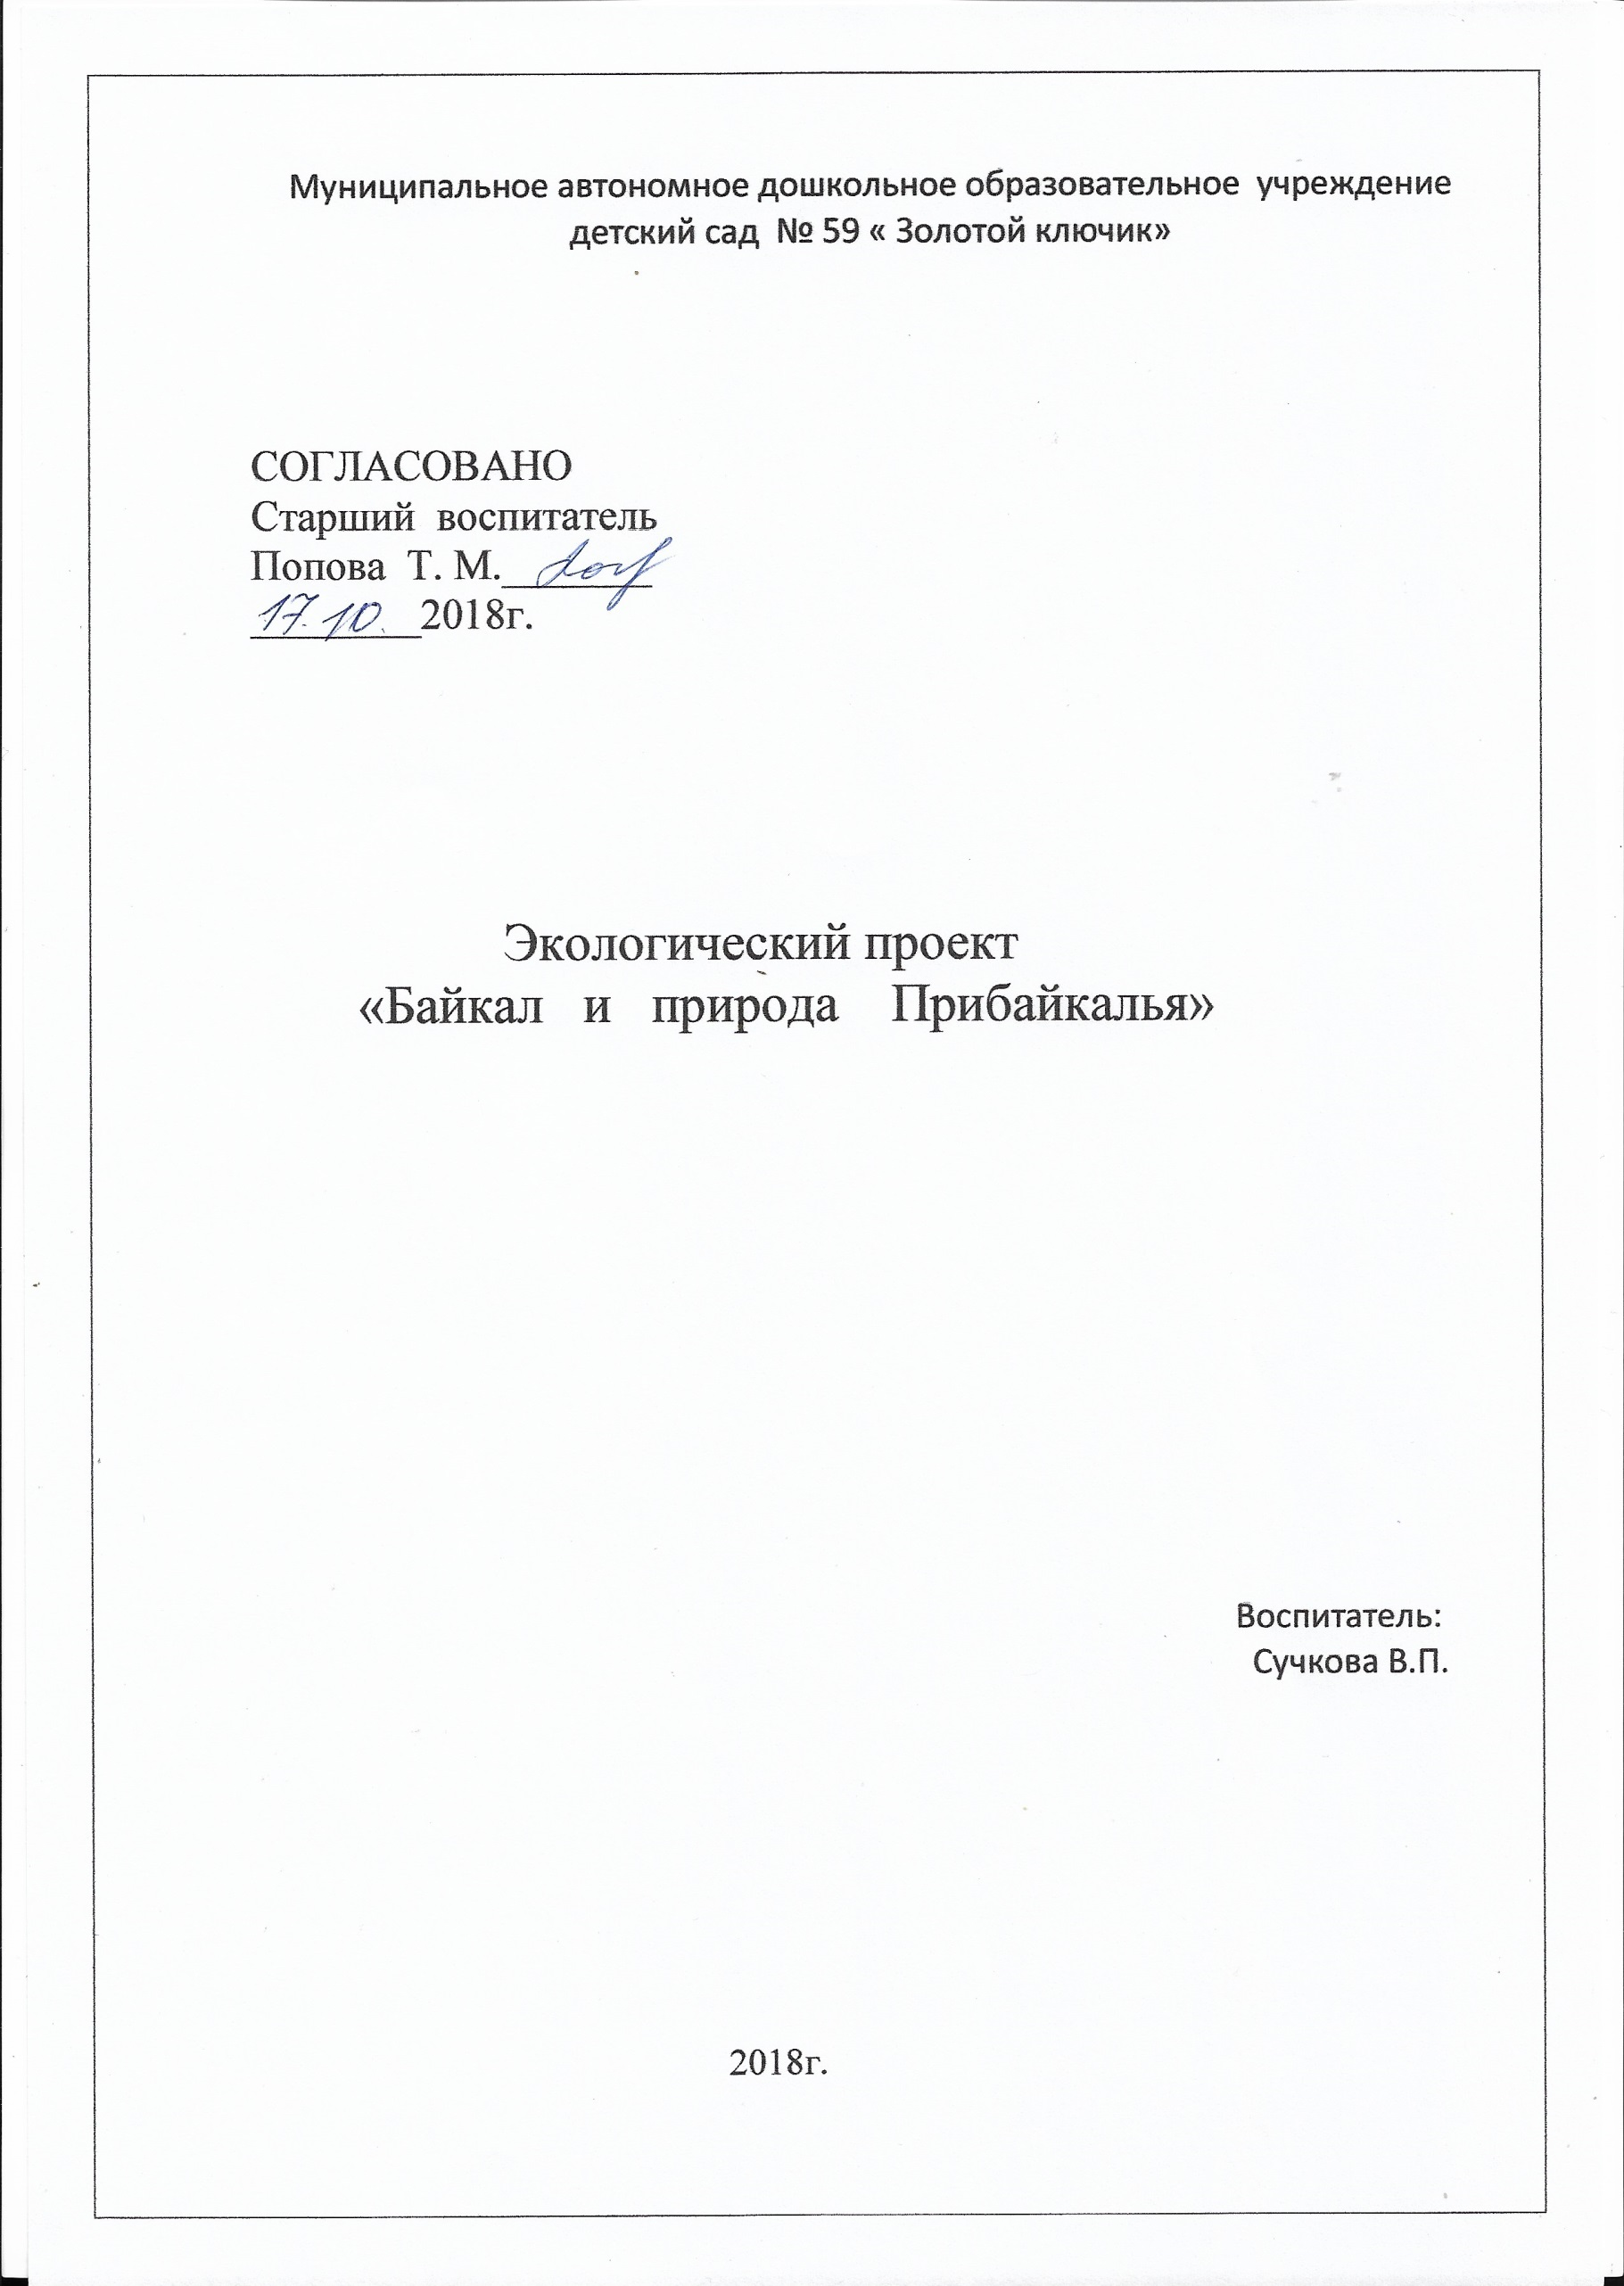 Муниципальное автономное дошкольное образовательное учреждение
детский сад № 59 « Золотой ключик»
СОГЛАСОВАНО
Старший воспитатель
Попова Т. М.
17.10. 2018г.
Экологический проект
«Байкал и природа Прибайкалья»
Воспитатель:
Сучкова В.П.
2018г.